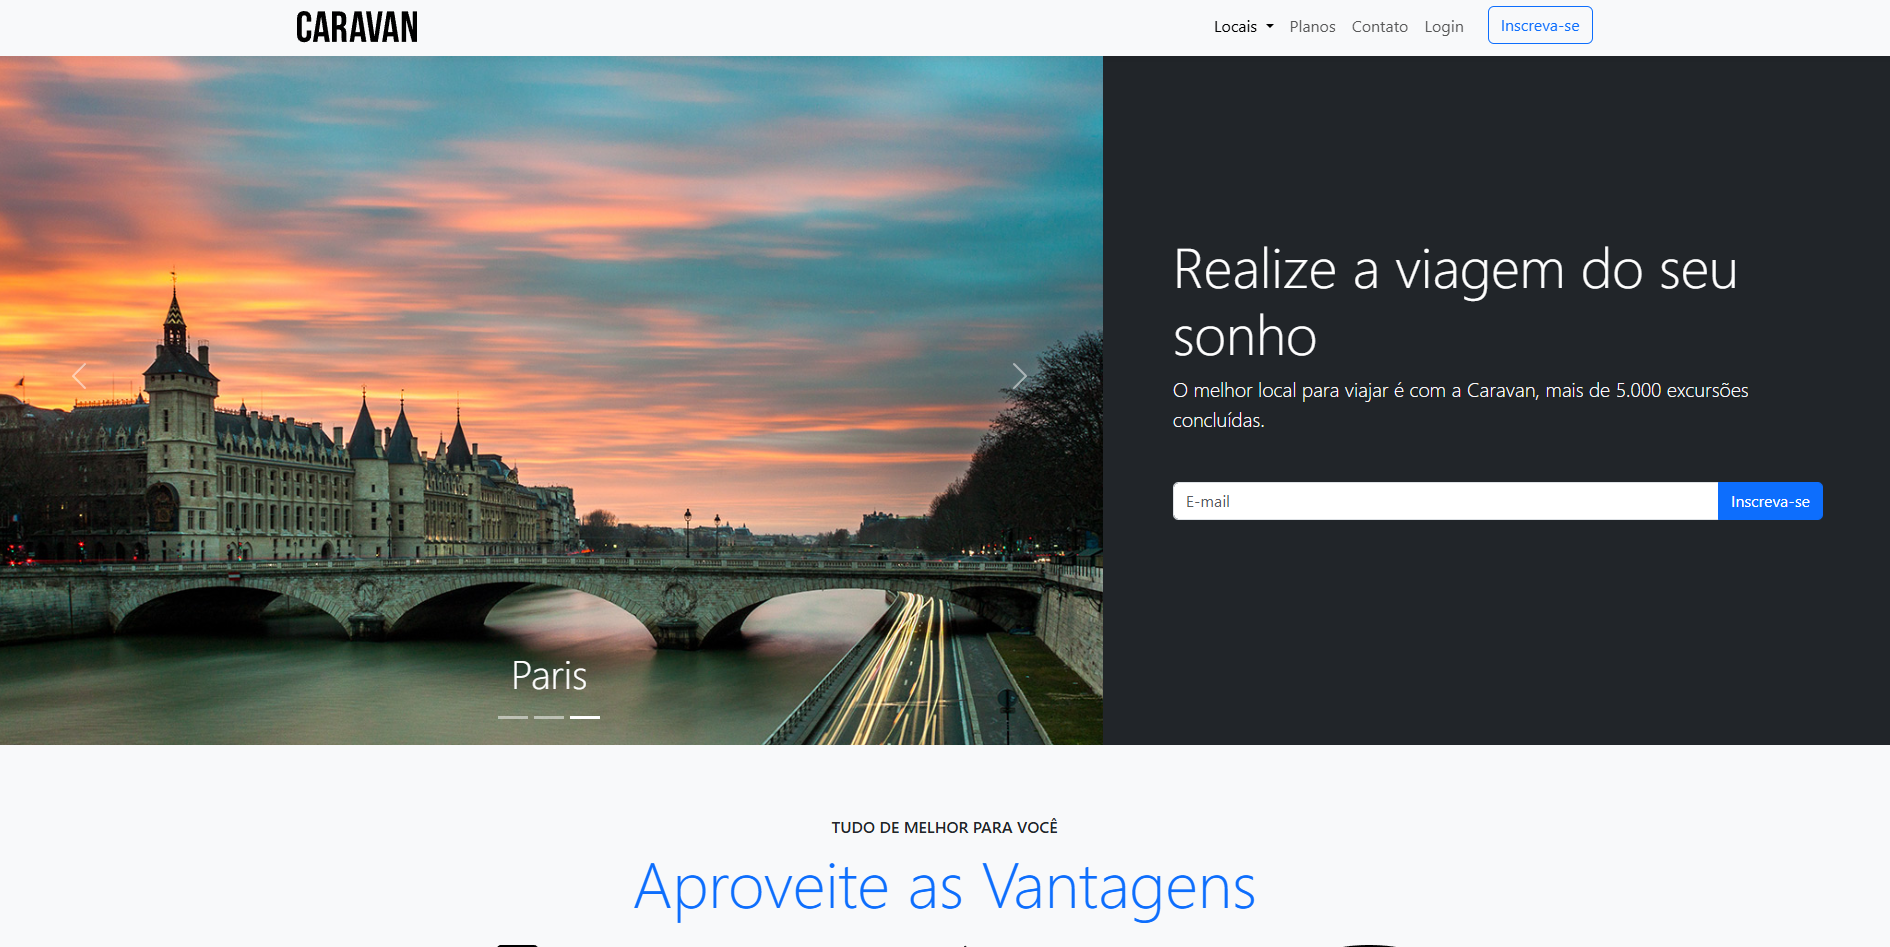 CARAVAN
Locais
Planos
Contato
Login
Inscreva-se
Realize a viagem do seu
sonho
O melhor local para viajar é com a Caravan, mais de 5.000 excursões
concluídas.
E-mail
Inscreva-se
Paris
TUDO DE MELHOR PARA VOCÊ
Aproveite as Vantagens